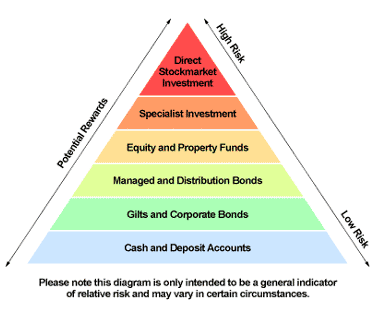 High Risk
Potential Rewards
Direct
Stockmarket
Investment
Specialist Investment
Equity and Property Funds
Managed and Distribution Bonds
Gilts and Corporate Bonds
Low Risk
Cash and Deposit Accounts
Please note this diagram is only intended to be a general indicator
of relative risk and may vary in certain circumstances.